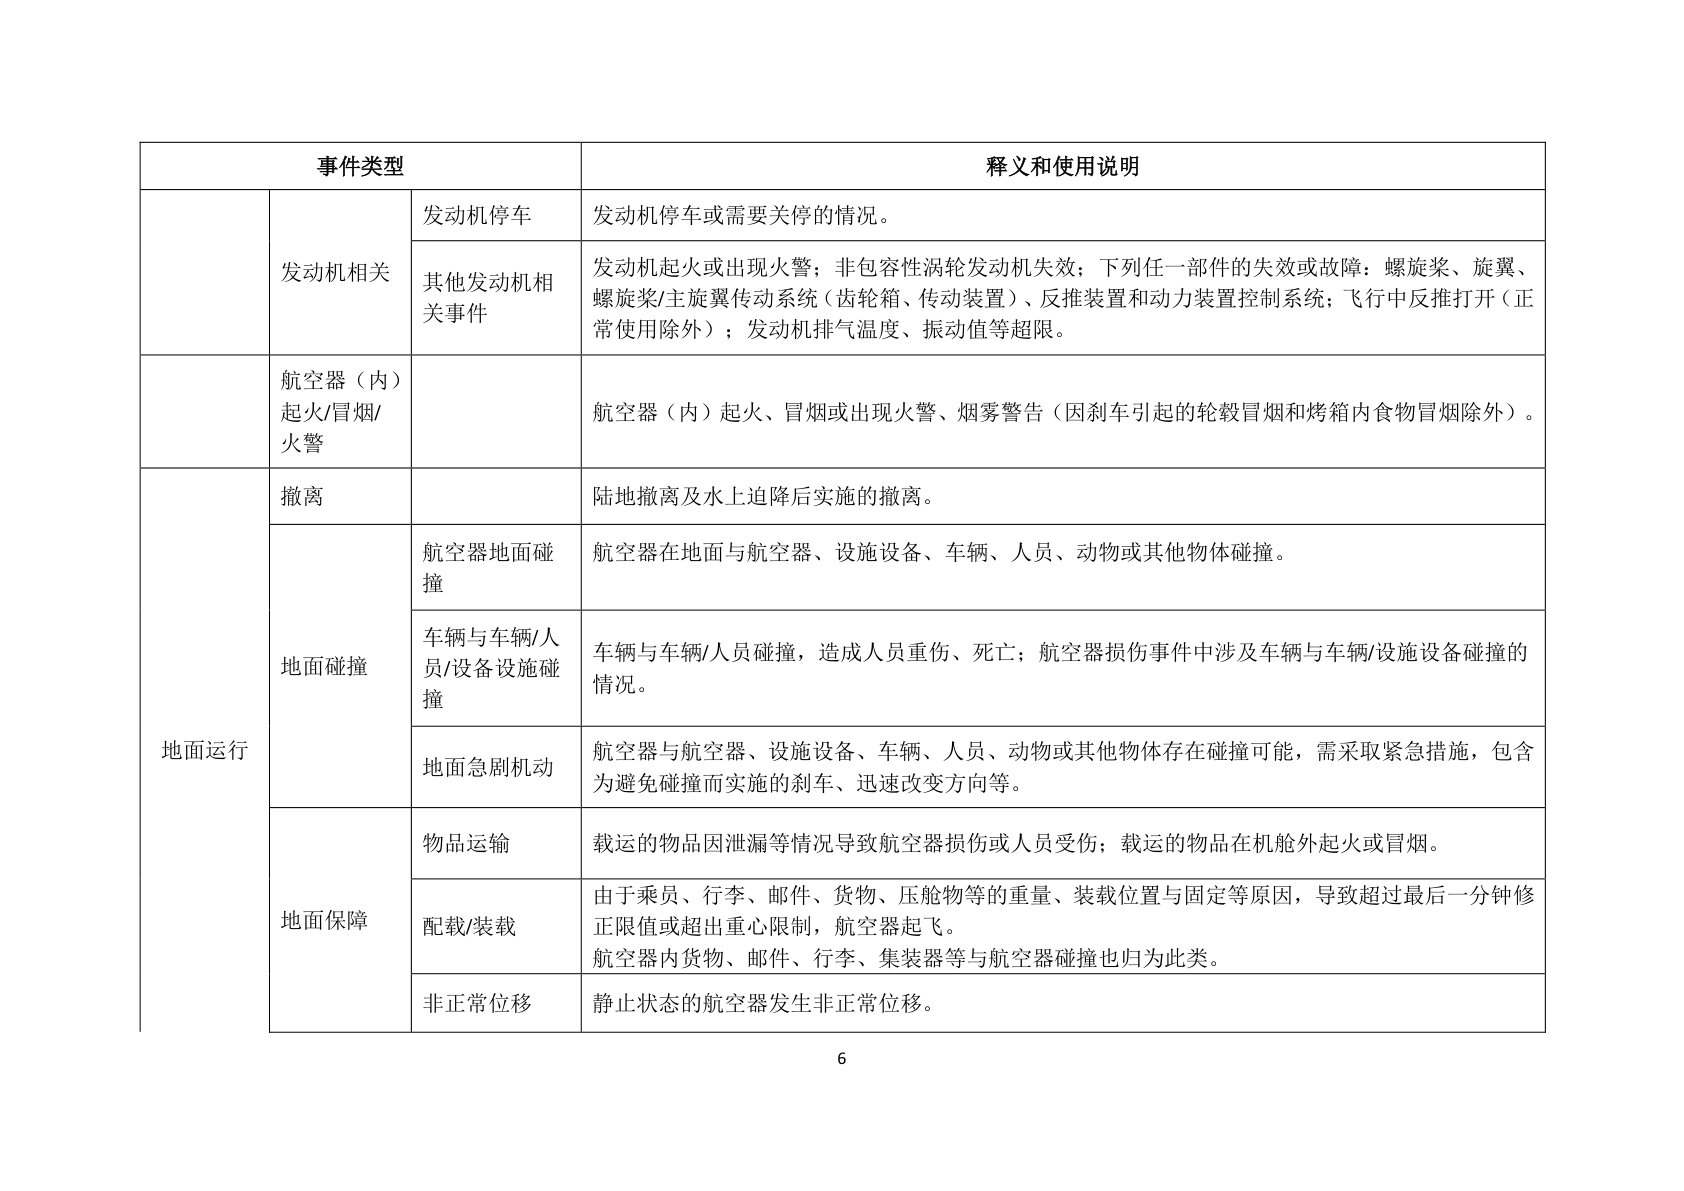 事件类型
释义和使用说明
发动机相关
发动机停车
发动机停车或需要关停的情况。
其他发动机相
关事件
发动机起火或出现火警；非包容性涡轮发动机失效；下列任一部件的失效或故障：螺旋桨、旋翼、
螺旋桨/主旋翼传动系统（齿轮箱、传动装置）、反推装置和动力装置控制系统；飞行中反推打开（正
常使用除外）；发动机排气温度、振动值等超限。
航空器（内）
起火/冒烟/
火警
航空器（内）起火、冒烟或出现火警、烟雾警告（因刹车引起的轮毂冒烟和烤箱内食物冒烟除外）。
地面运行
撤离
陆地撤离及水上迫降后实施的撤离。
地面碰撞
航空器地面碰
撞
航空器在地面与航空器、设施设备、车辆、人员、动物或其他物体碰撞。
车辆与车辆/人
员/设备设施碰
撞
车辆与车辆/人员碰撞，造成人员重伤、死亡；航空器损伤事件中涉及车辆与车辆/设施设备碰撞的
情况。
地面急剧机动
航空器与航空器、设施设备、车辆、人员、动物或其他物体存在碰撞可能，需采取紧急措施，包含
为避免碰撞而实施的刹车、迅速改变方向等。
地面保障
物品运输
载运的物品因泄漏等情况导致航空器损伤或人员受伤；载运的物品在机舱外起火或冒烟。
配载/装载
由于乘员、行李、邮件、货物、压舱物等的重量、装载位置与固定等原因，导致超过最后一分钟修
正限值或超出重心限制，航空器起飞。
航空器内货物、邮件、行李、集装器等与航空器碰撞也归为此类。
非正常位移
静止状态的航空器发生非正常位移。
6